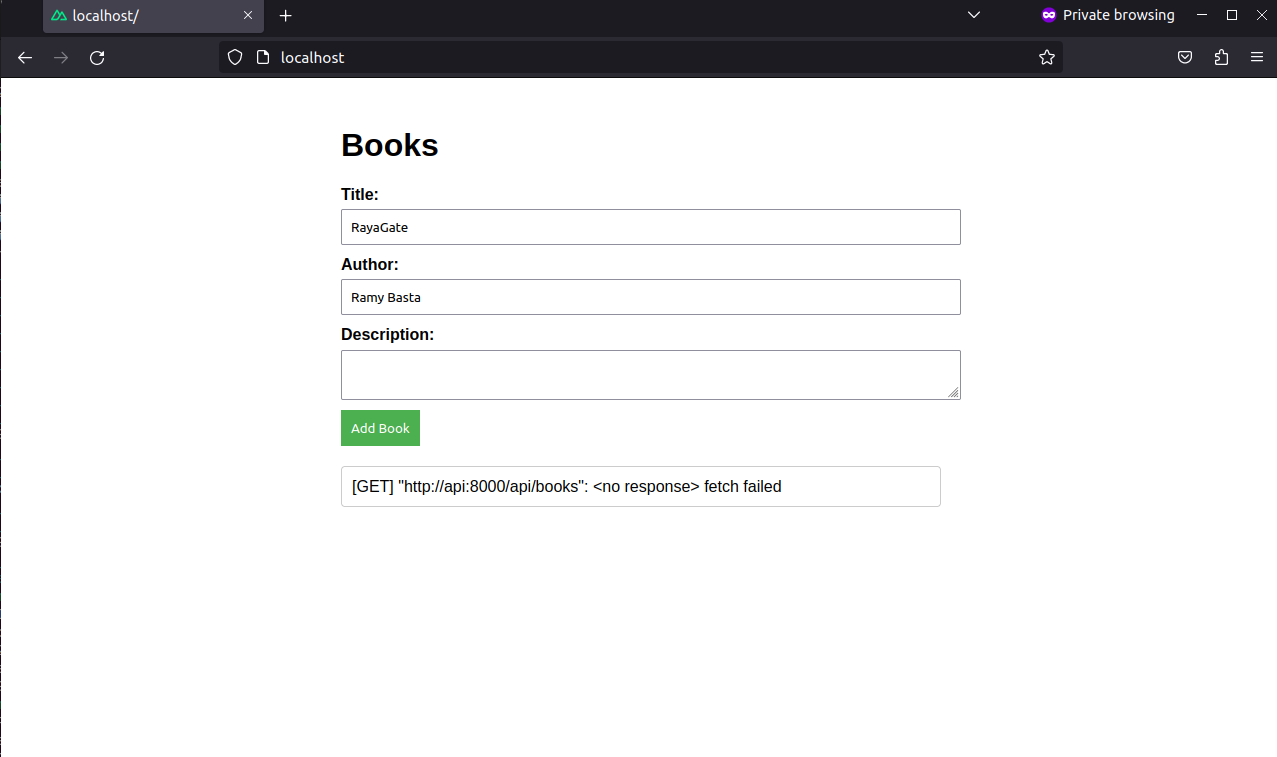 localhost/
Private browsing
localhost
Books
Title:
RayaGate
Author:
Ramy Basta
Description:
Add Book
[GET] "http://api:8000/api/books": <no response> fetch failed